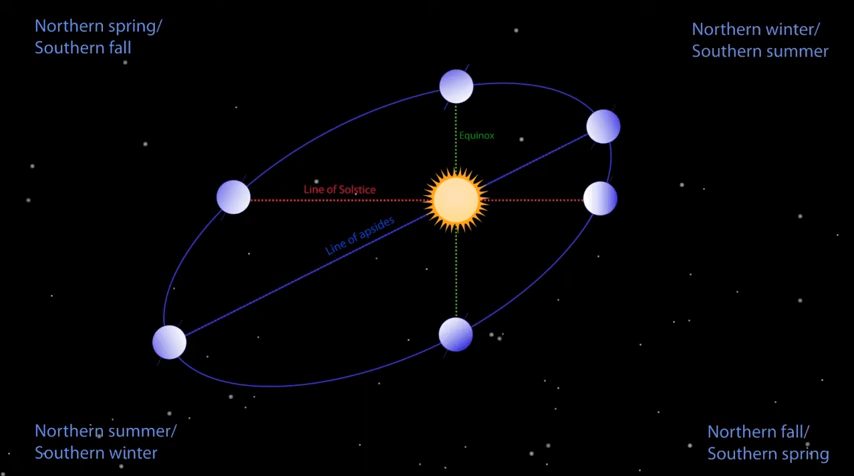 Northern spring/
Southern fall
Northern winter/
Southern summer
Equinox
Line of Solstice
Line of apsides
Northern summer/
Southern winter
Northern fall/
Southern spring